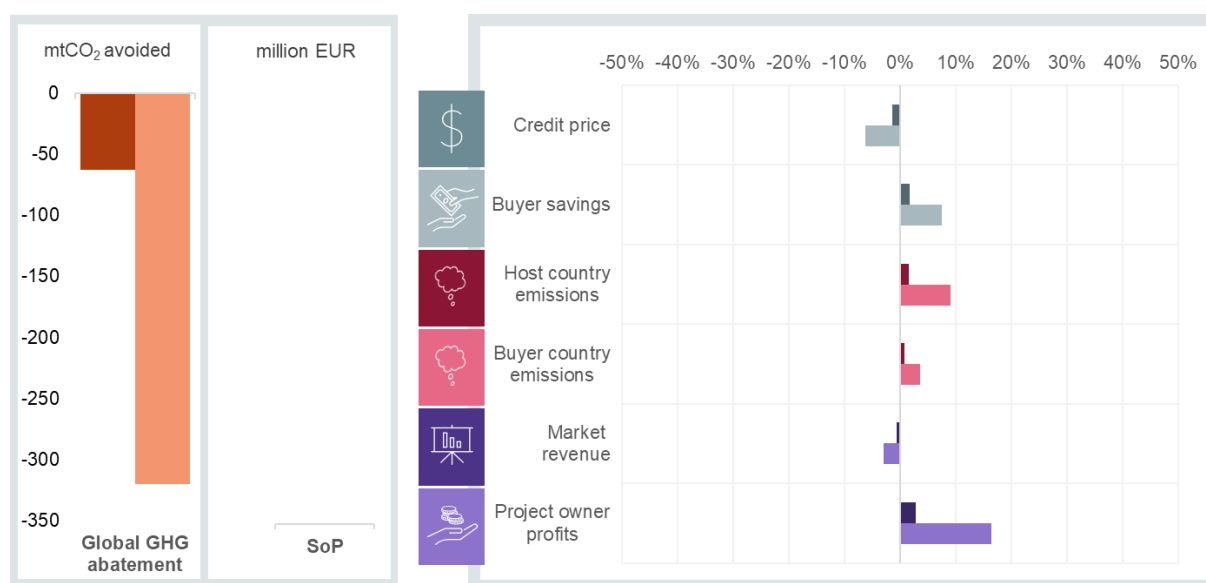 mtCO₂ avoided
0
-50
-100
-150
-200
-250
-300
-350
Global GHG
abatement
million EUR
SoP
-50% -40% -30% -20% -10% 0% 10% 20% 30% 40% 50%
$
Credit price
Buyer savings
Host country
emissions
Buyer country
emissions
Market
revenue
Project owner
profits